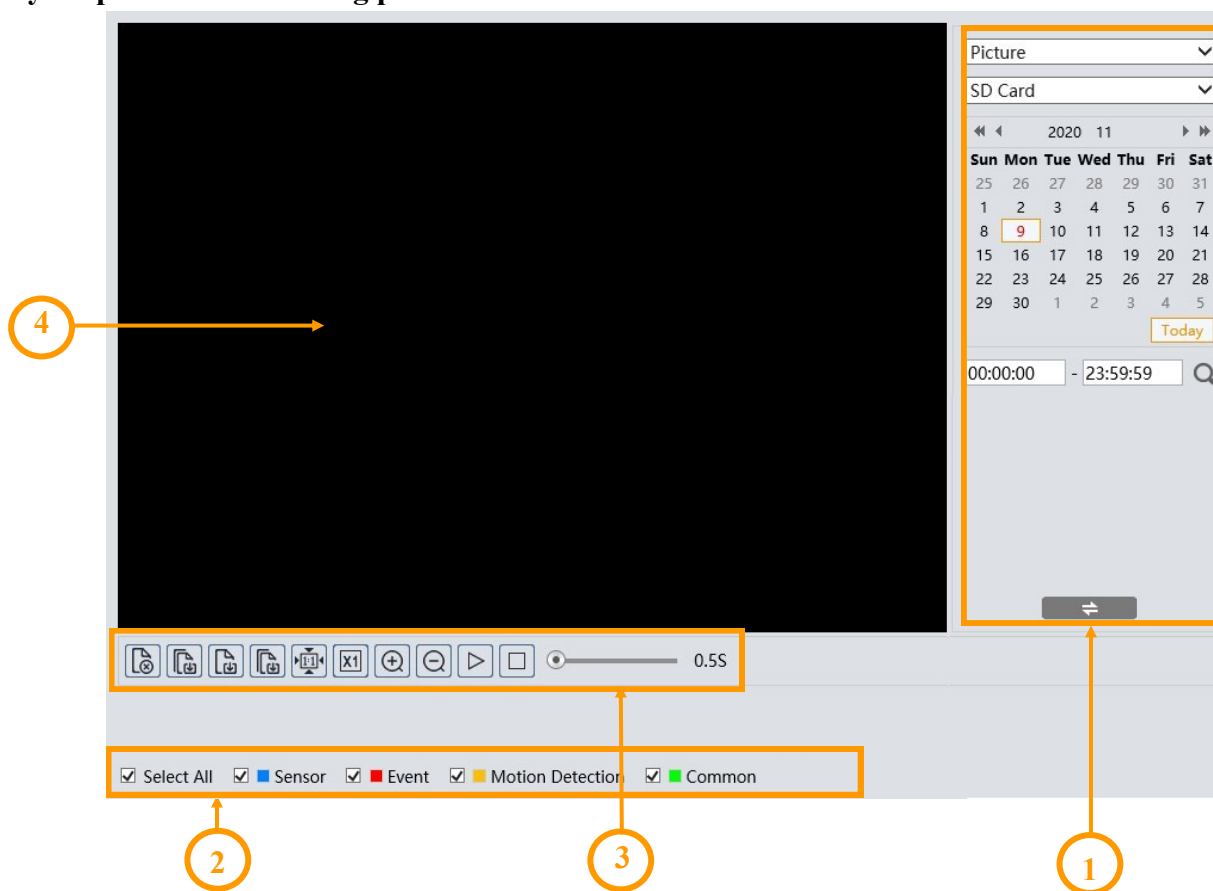 Picture
SD Card
2020 11
Sun Mon Tue Wed Thu Fri Sat
25 26 27 28 29 30 31
1 2 3 4 5 6 7
8 9 10 11 12 13 14
15 16 17 18 19 20 21
22 23 24 25 26 27 28
29 30 1 2 3 4 5
Today
00:00:00 - 23:59:59
4
1:1 X1 0.5S
Select All Sensor Event Motion Detection Common
2 3 1